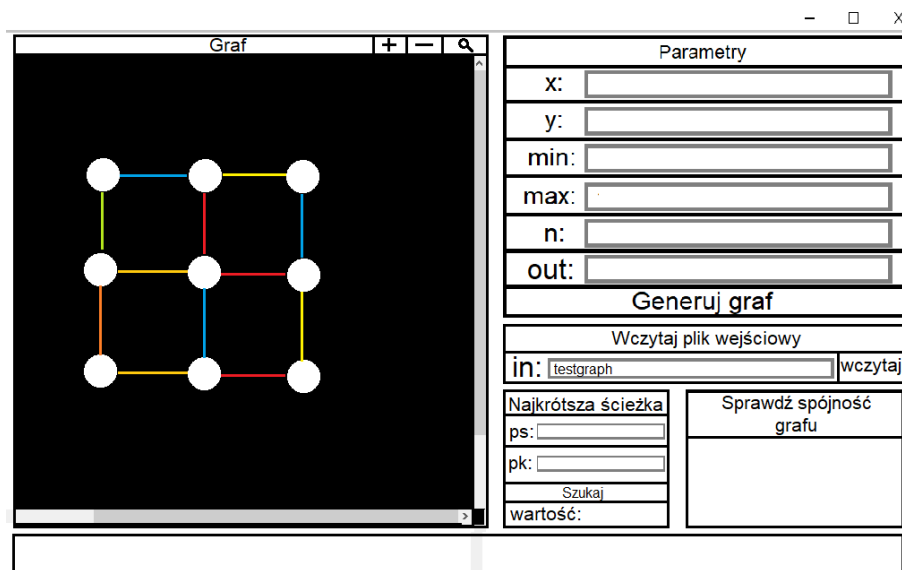 Graf
Parametry
x:
y:
min:
max:
n:
out:
Generuj graf
Wczytaj plik wejściowy
in: testgraph wczytaj
Najkrótsza ścieżka
ps:
pk:
Szukaj
wartość:
Sprawdź spójność
grafu